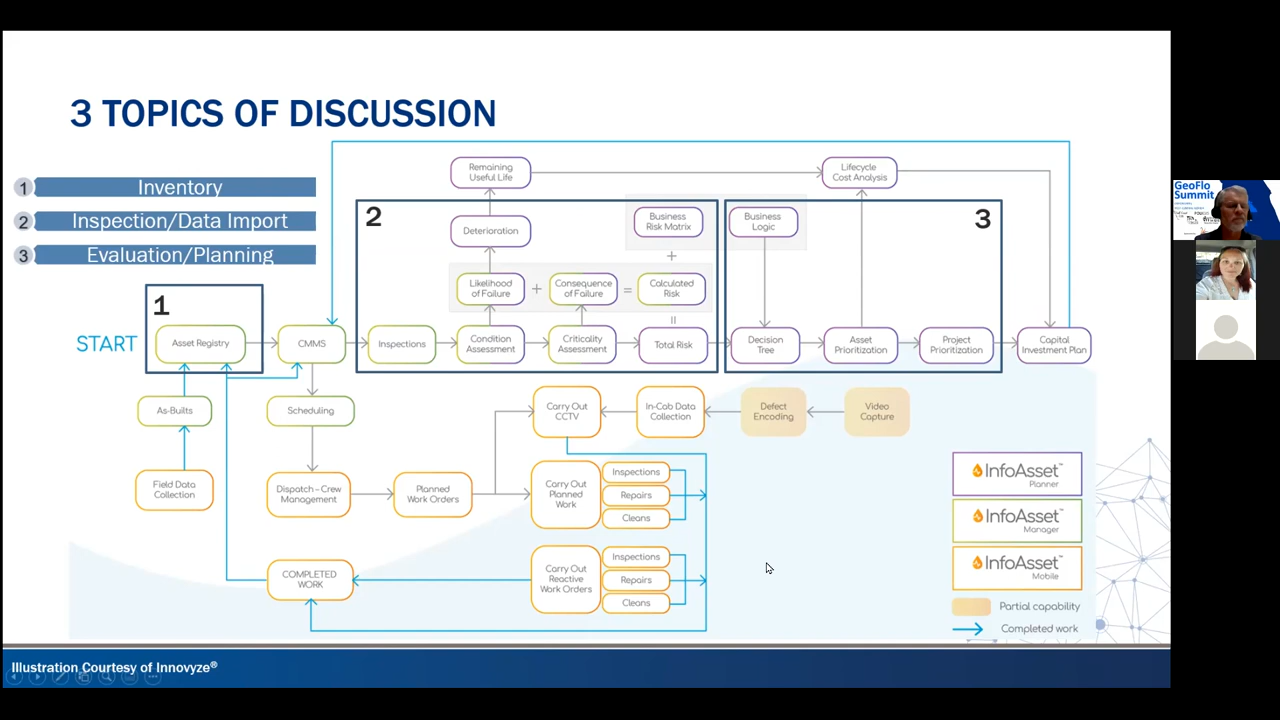 3 TOPICS OF DISCUSSION
1 Inventory
2 Inspection/Data Import
3 Evaluation/Planning
1
2
3
START
Asset Registry
CMMS
Inspections
Condition
Assessment
Criticality
Assessment
Total Risk
Decision
Tree
Asset
Prioritization
Project
Prioritization
Capital
Investment Plan
Remaining
Useful Life
Lifecycle
Cost Analysis
Deterioration
Business
Risk Matrix
Business
Logic
+
Likelihood
of Failure
+
Consequence
of Failure
=
Calculated
Risk
=
As-Builts
Scheduling
Carry Out
CCTV
In-Cab Data
Collection
Defect
Encoding
Video
Capture
Field Data
Collection
Dispatch – Crew
Management
Planned
Work Orders
Carry Out
Planned
Work
Inspections
Repairs
Cleans
COMPLETED
WORK
Carry Out
Reactive
Work Orders
Inspections
Repairs
Cleans
InfoAsset™
Planner
InfoAsset™
Manager
InfoAsset™
Mobile
Partial capability
Completed work
Illustration Courtesy of Innovyze®
GeoFlo
Summit